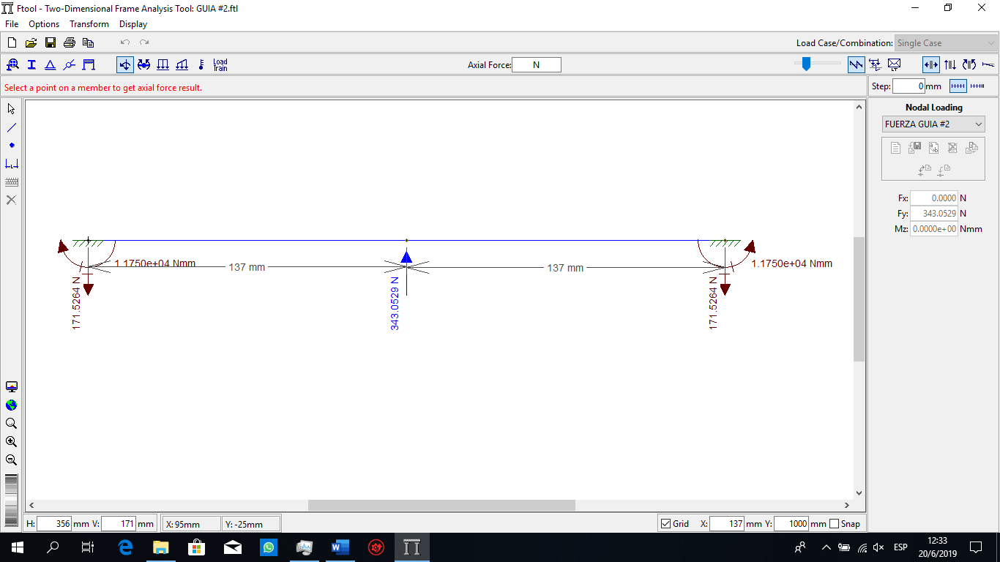 Ftool - Two-Dimensional Frame Analysis Tool: GUIA #2.ftl
File Options Transform Display
Load Case/Combination: Single Case
Load Train
Axial Force: N
Select a point on a member to get axial force result.
Step: 0 mm
Nodal Loading
FUERZA GUIA #2
Fx: 0.0000 N
Fy: 343.0529 N
Mz: 0.0000e+00 Nmm
1.1750e+04 Nmm
137 mm
137 mm
1.1750e+04 Nmm
171.5264 N
343.0529 N
171.5264 N
H: 356 mm V: 171 mm X: 95mm Y: -25mm Grid X: 137 mm Y: 1000 mm Snap
ESP
12:33
20/6/2019